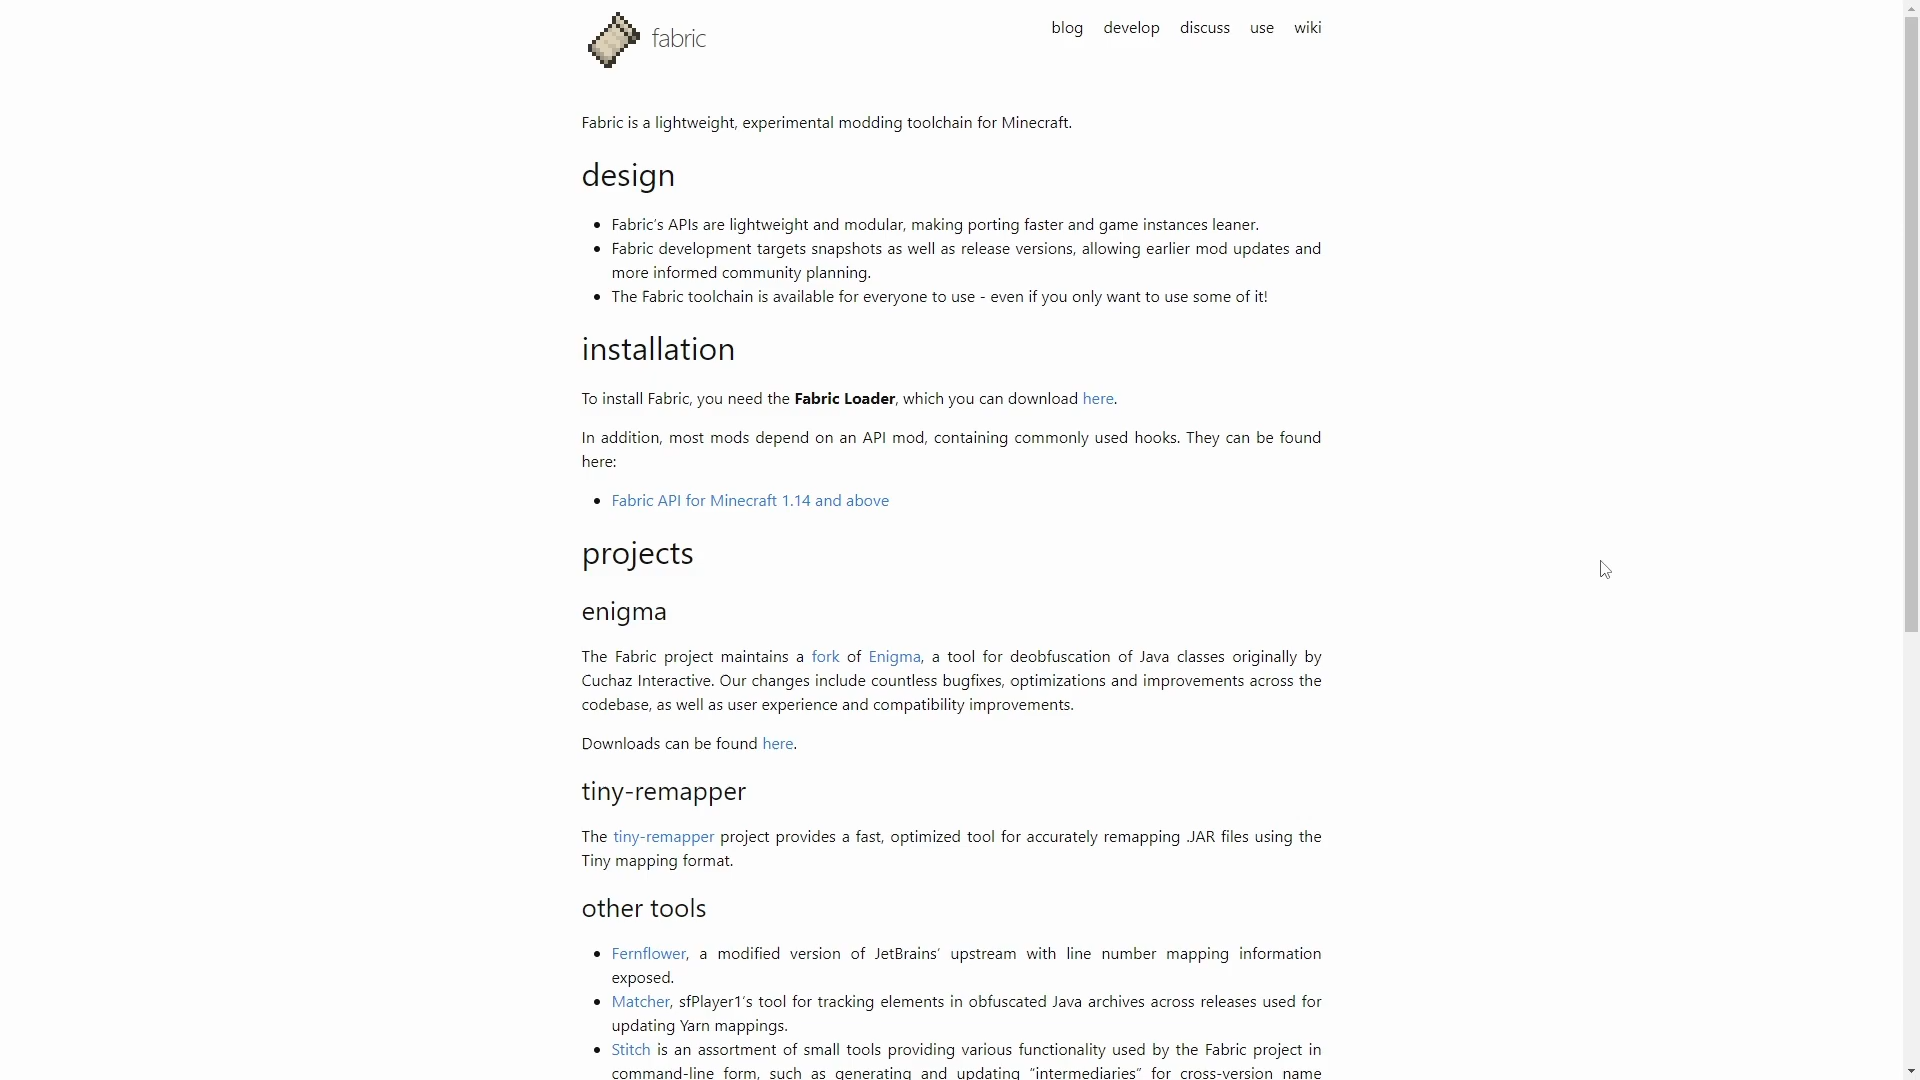 fabric
blog develop discuss use wiki
Fabric is a lightweight, experimental modding toolchain for Minecraft.
design
Fabric's APIs are lightweight and modular, making porting faster and game instances leaner.
Fabric development targets snapshots as well as release versions, allowing earlier mod updates and
more informed community planning.
The Fabric toolchain is available for everyone to use - even if you only want to use some of it!
installation
To install Fabric, you need the Fabric Loader, which you can download here.
In addition, most mods depend on an API mod, containing commonly used hooks. They can be found
here:
Fabric API for Minecraft 1.14 and above
projects
enigma
The Fabric project maintains a fork of Enigma, a tool for deobfuscation of Java classes originally by
Cuchaz Interactive. Our changes include countless bugfixes, optimizations and improvements across the
codebase, as well as user experience and compatibility improvements.
Downloads can be found here.
tiny-remapper
The tiny-remapper project provides a fast, optimized tool for accurately remapping .JAR files using the
Tiny mapping format.
other tools
Fernflower, a modified version of JetBrains' upstream with line number mapping information
exposed.
Matcher, sfPlayer1's tool for tracking elements in obfuscated Java archives across releases used for
updating Yarn mappings.
Stitch is an assortment of small tools providing various functionality used by the Fabric project in
command-line form, such as generating and updating “intermediaries” for cross-version name